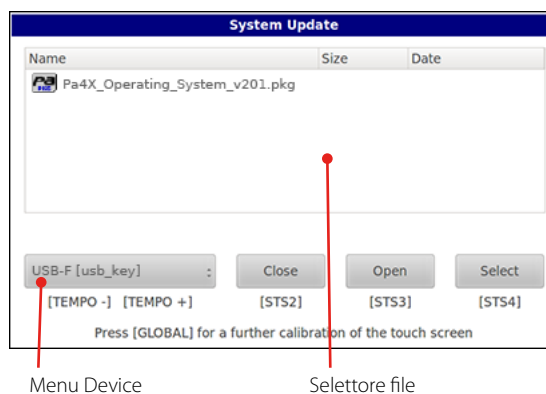 System Update
Name Size Date
Pa4X_Operating_System_v201.pkg
USB-F [usb_key] : Close Open Select
[TEMPO -] [TEMPO +] [STS2] [STS3] [STS4]
Press [GLOBAL] for a further calibration of the touch screen
Menu Device Selettore file